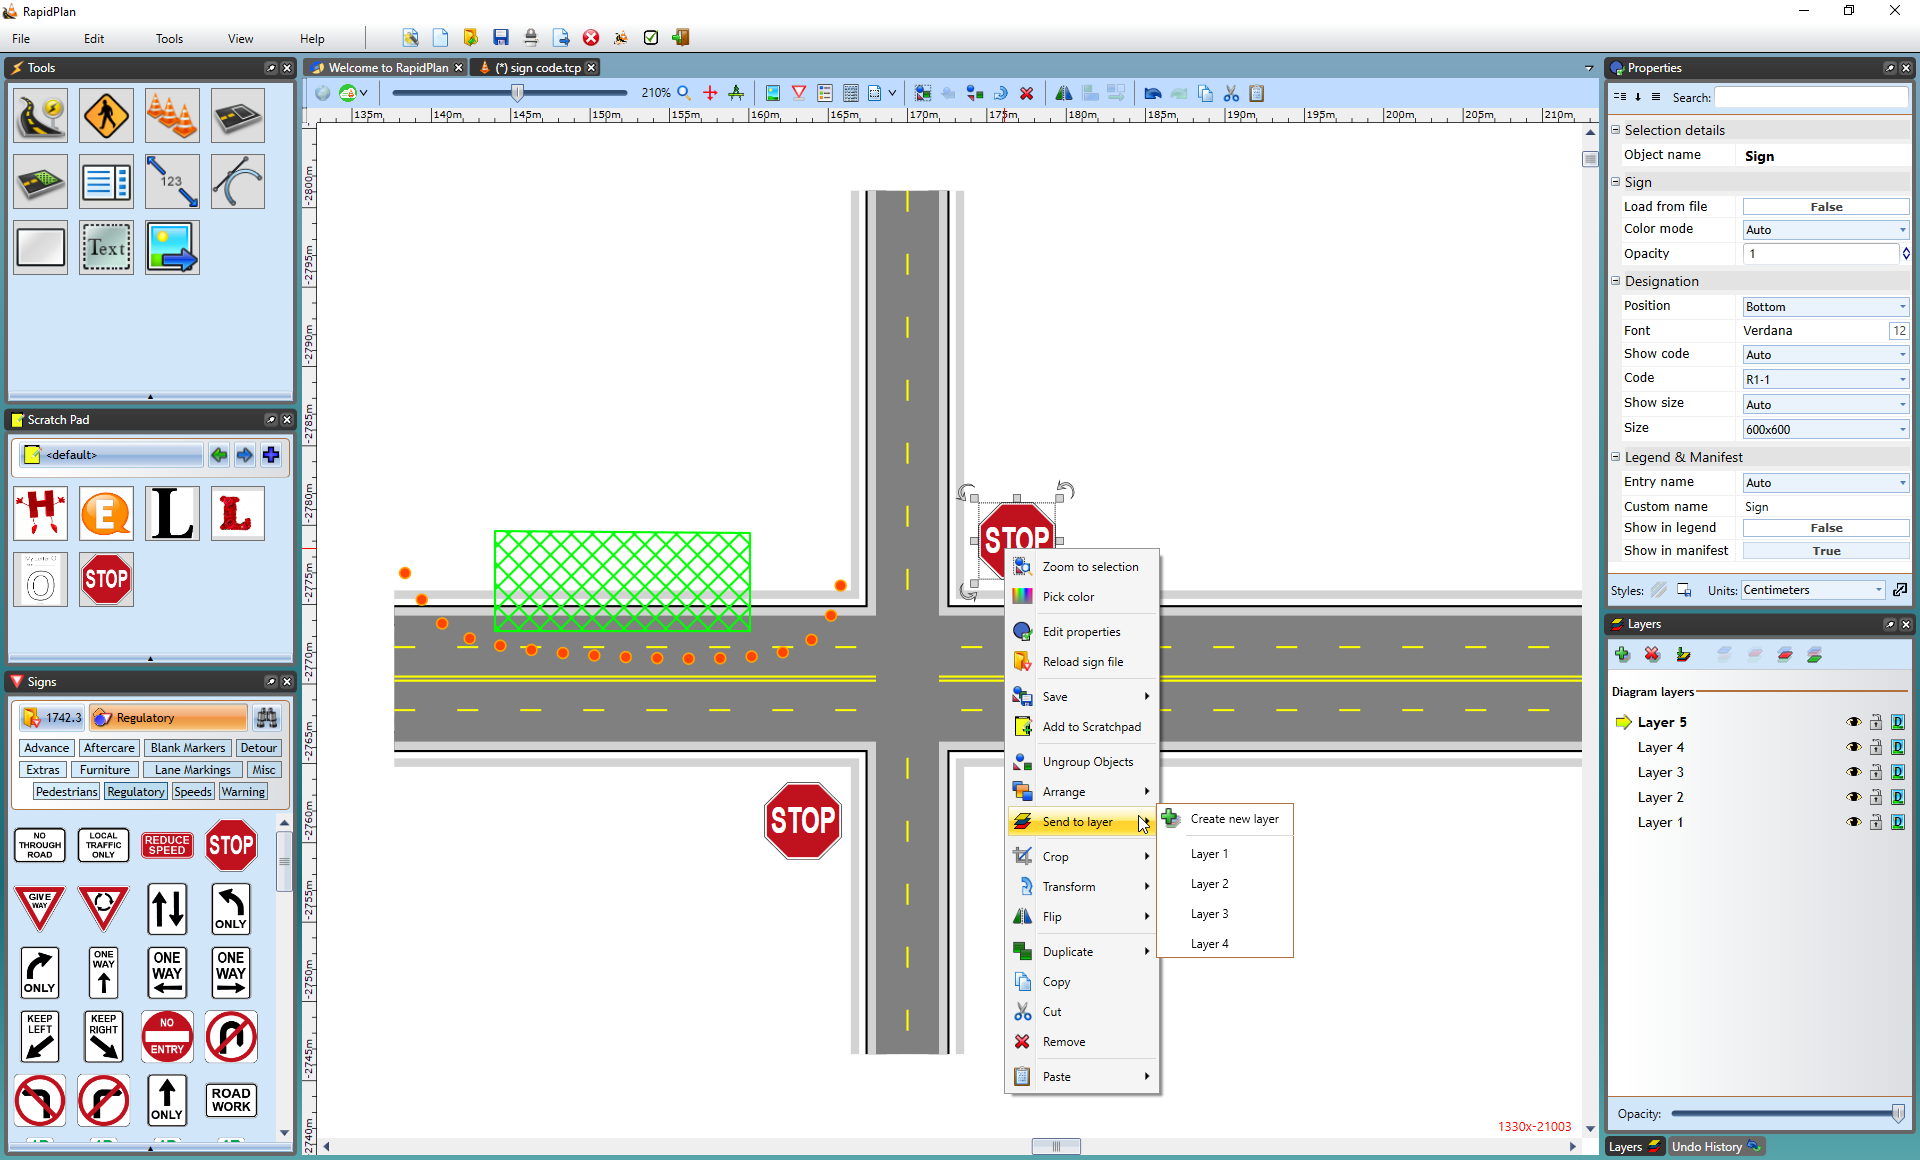 RapidPlan
File Edit Tools View Help
Tools
Welcome to RapidPlan (*) sign code.tcp
210%
135m 140m 145m 150m 155m 160m 165m 170m 175m 180m 185m 190m 195m 200m 205m 210m
-2800m
-2795m
-2790m
-2785m
-2780m
-2775m
-2770m
-2765m
-2760m
-2755m
-2750m
-2745m
2740m
123
Text
Scratch Pad
<default>
H E L L
O
STOP
Signs
1742.3 Regulatory
Advance Aftercare Blank Markers Detour
Extras Furniture Lane Markings Misc
Pedestrians Regulatory Speeds Warning
NO THROUGH ROAD
LOCAL TRAFFIC ONLY
REDUCE SPEED
STOP
GIVE WAY
ONLY
ONLY
ONE WAY
ONE WAY
ONE WAY
KEEP LEFT
KEEP RIGHT
NO ENTRY
ONLY
ROAD WORK
STOP
STOP
Zoom to selection
Pick color
Edit properties
Reload sign file
Save
Add to Scratchpad
Ungroup Objects
Arrange
Send to layer
Crop
Transform
Flip
Duplicate
Copy
Cut
Remove
Paste
Create new layer
Layer 1
Layer 2
Layer 3
Layer 4
1330x-21003
Properties
Search:
Selection details
Object name Sign
Sign
Load from file False
Color mode Auto
Opacity 1
Designation
Position Bottom
Font Verdana 12
Show code Auto
Code R1-1
Show size Auto
Size 600x600
Legend & Manifest
Entry name Auto
Custom name Sign
Show in legend False
Show in manifest True
Styles: Units: Centimeters
Layers
Diagram layers
Layer 5 D
Layer 4 D
Layer 3 D
Layer 2 D
Layer 1 D
Opacity:
Layers Undo History